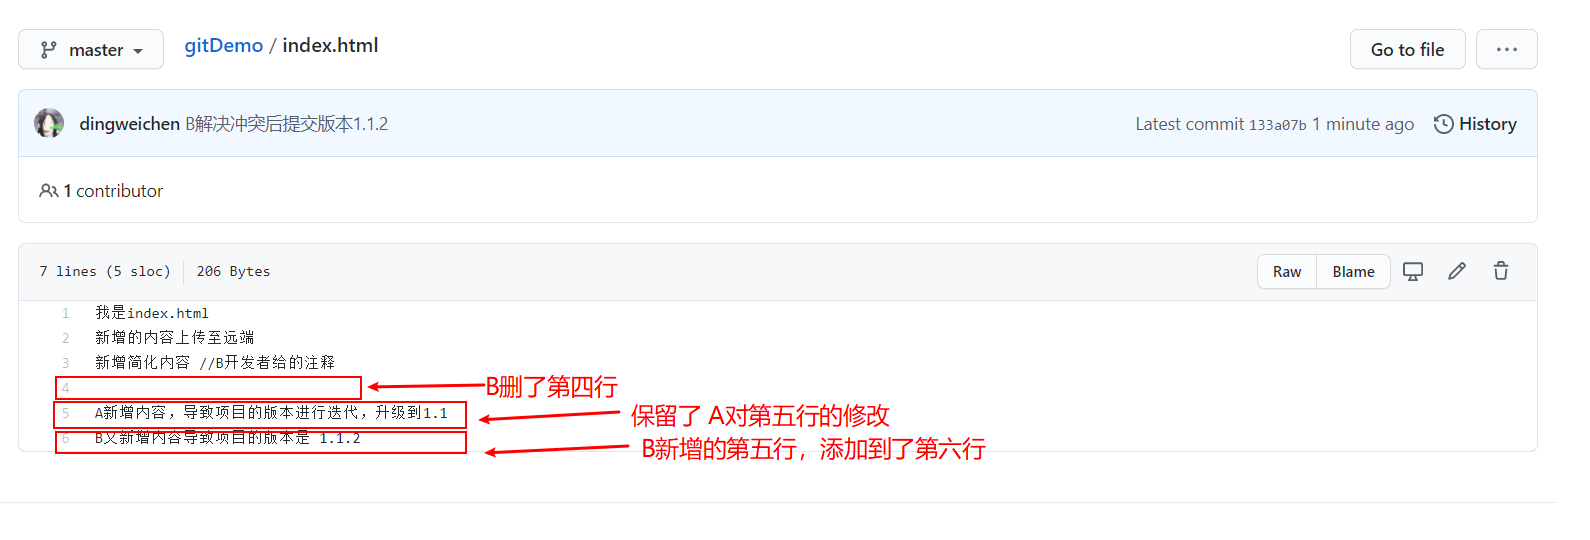 master
gitDemo / index.html
Go to file
...
dingweichen B解决冲突后提交版本1.1.2
Latest commit 133a07b 1 minute ago
History
1 contributor
7 lines (5 sloc)
206 Bytes
Raw
Blame
1 我是index.html
2 新增的内容上传至远端
3 新增简化内容 //B开发者给的注释
4
B删了第四行
5 A新增内容，导致项目的版本进行迭代，升级到1.1
保留了 A对第五行的修改
6 B又新增内容导致项目的版本是 1.1.2
B新增的第五行，添加到了第六行